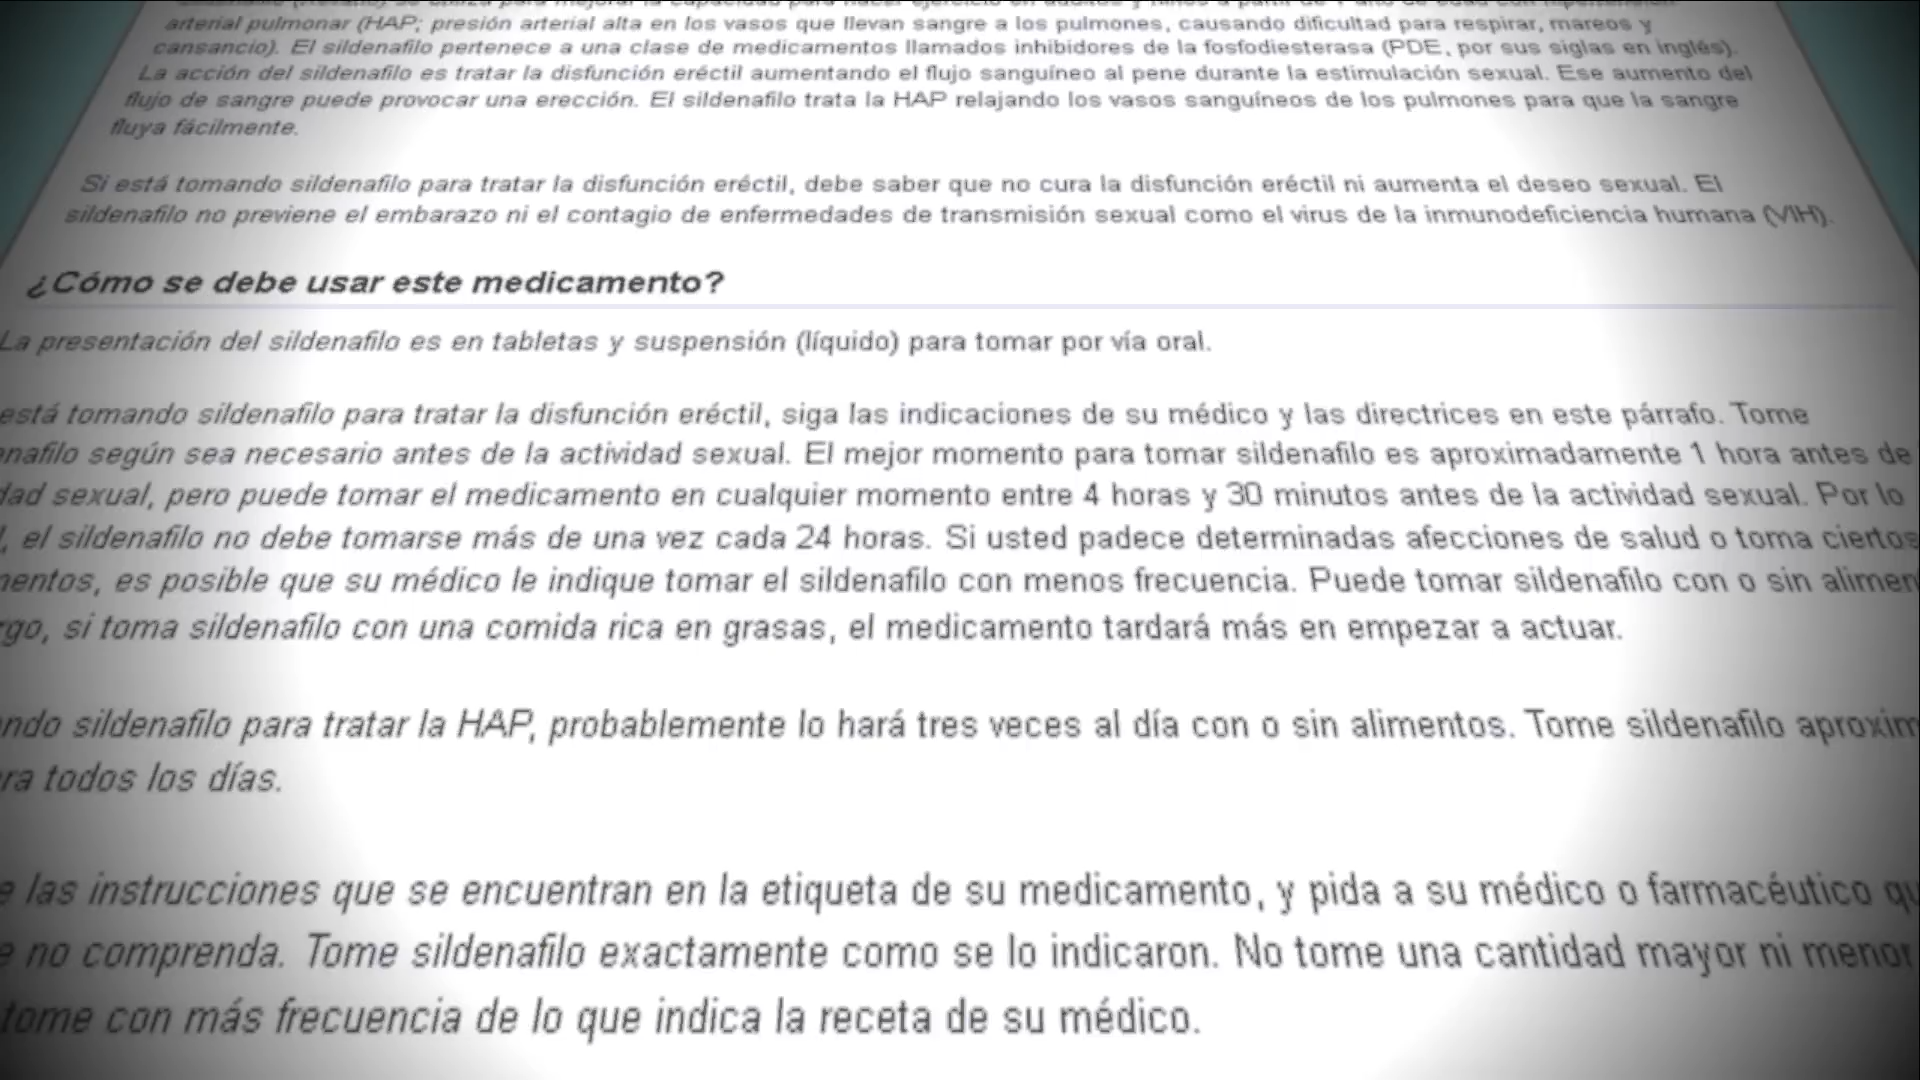 arterial pulmonar (HAP; presión arterial alta en los vasos que llevan sangre a los pulmones, causando dificultad para respirar, mareos y
cansancio). El sildenafilo pertenece a una clase de medicamentos llamados inhibidores de la fosfodiesterasa (PDE, por sus siglas en inglés).
La acción del sildenafilo es tratar la disfunción eréctil aumentando el flujo sanguíneo al pene durante la estimulación sexual. Ese aumento del
flujo de sangre puede provocar una erección. El sildenafilo trata la HAP relajando los vasos sanguíneos de los pulmones para que la sangre
fluya fácilmente.
Si está tomando sildenafilo para tratar la disfunción eréctil, debe saber que no cura la disfunción eréctil ni aumenta el deseo sexual. El
sildenafilo no previene el embarazo ni el contagio de enfermedades de transmisión sexual como el virus de la inmunodeficiencia humana (VIH).
¿Cómo se debe usar este medicamento?
La presentación del sildenafilo es en tabletas y suspensión (líquido) para tomar por vía oral.
está tomando sildenafilo para tratar la disfunción eréctil, siga las indicaciones de su médico y las directrices en este párrafo. Tome
enafilo según sea necesario antes de la actividad sexual. El mejor momento para tomar sildenafilo es aproximadamente 1 hora antes de
dad sexual, pero puede tomar el medicamento en cualquier momento entre 4 horas y 30 minutos antes de la actividad sexual. Por lo
l, el sildenafilo no debe tomarse más de una vez cada 24 horas. Si usted padece determinadas afecciones de salud o toma ciertos
mentos, es posible que su médico le indique tomar el sildenafilo con menos frecuencia. Puede tomar sildenafilo con o sin alimen
rgo, si toma sildenafilo con una comida rica en grasas, el medicamento tardará más en empezar a actuar.
ndo sildenafilo para tratar la HAP, probablemente lo hará tres veces al día con o sin alimentos. Tome sildenafilo aproxim
ra todos los días.
e las instrucciones que se encuentran en la etiqueta de su medicamento, y pida a su médico o farmacéutico qu
e no comprenda. Tome sildenafilo exactamente como se lo indicaron. No tome una cantidad mayor ni menor
tome con más frecuencia de lo que indica la receta de su médico.